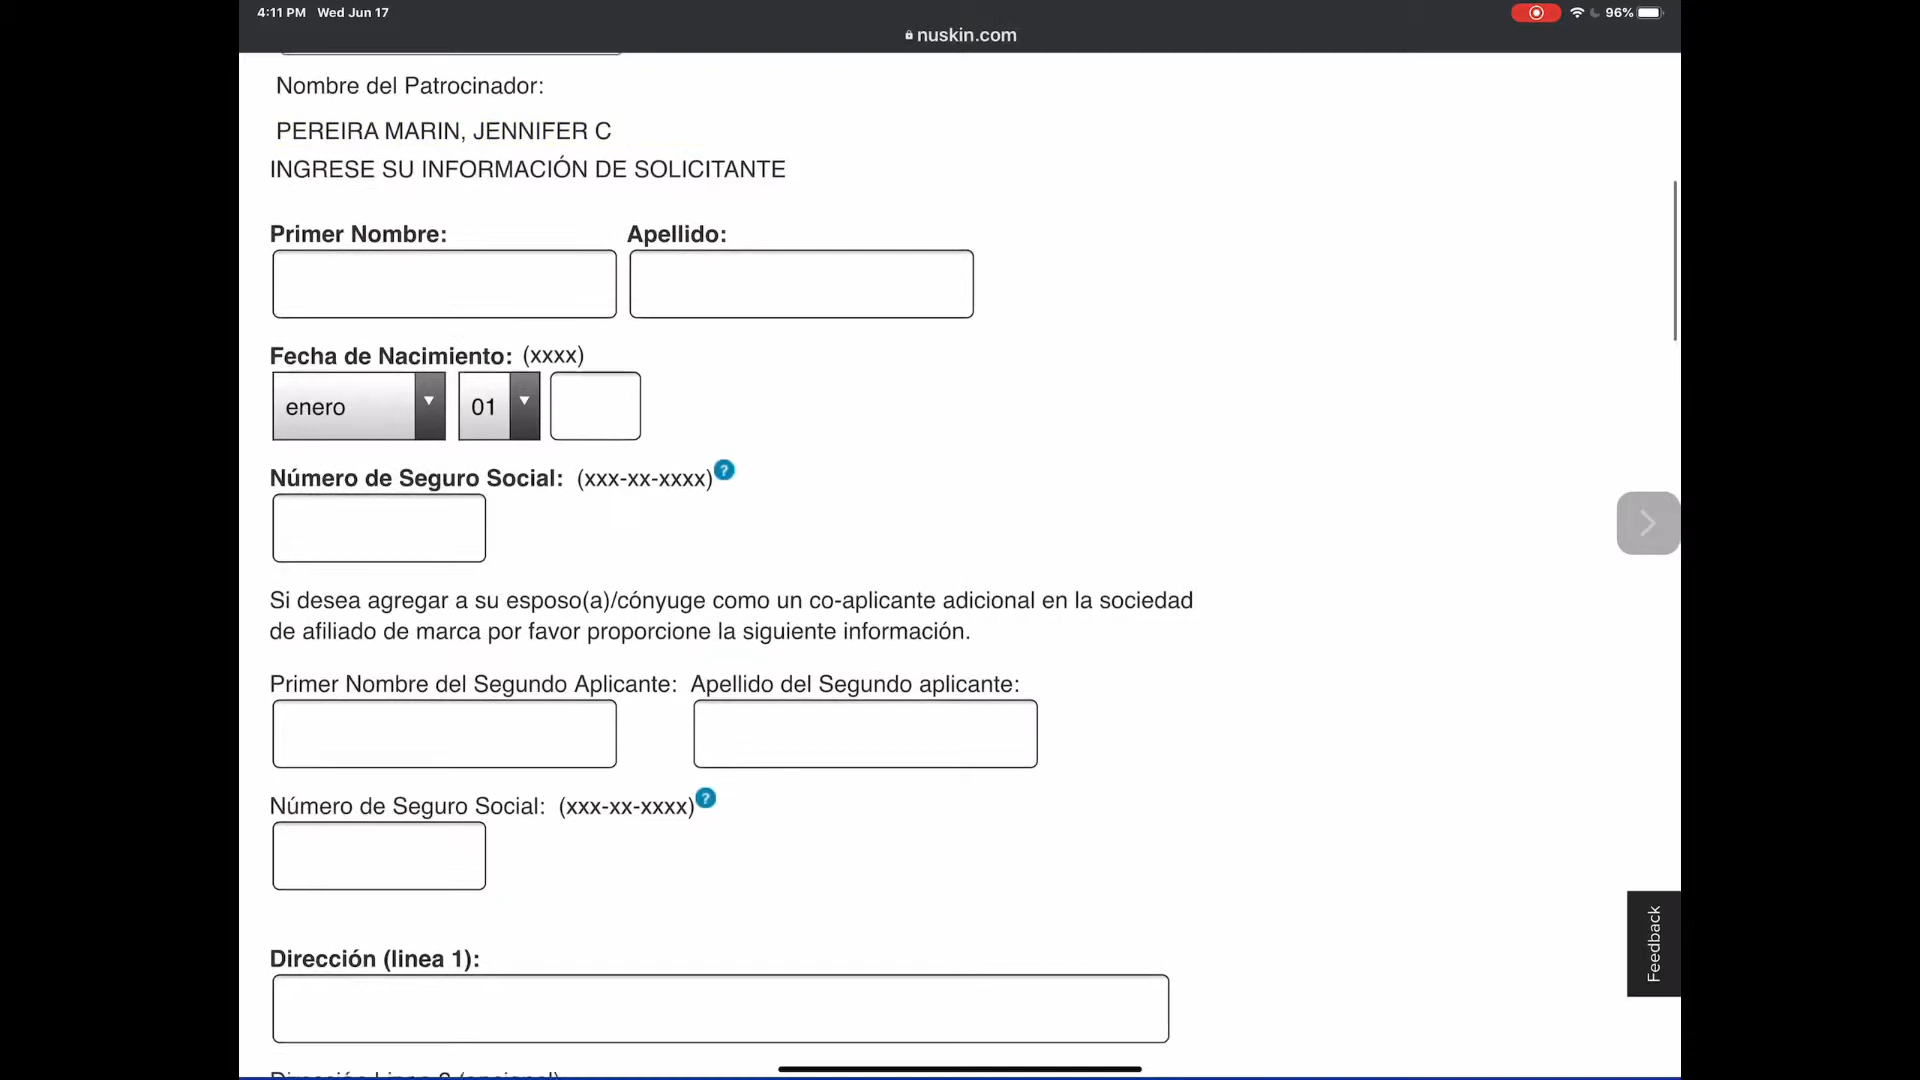 4:11 PM Wed Jun 17
96%
nuskin.com
Nombre del Patrocinador:
PEREIRA MARIN, JENNIFER C
INGRESE SU INFORMACIÓN DE SOLICITANTE
Primer Nombre: Apellido:
Fecha de Nacimiento: (xxxx)
enero 01
Número de Seguro Social: (xxx-xx-xxxx) ?
Si desea agregar a su esposo(a)/cónyuge como un co-aplicante adicional en la sociedad
de afiliado de marca por favor proporcione la siguiente información.
Primer Nombre del Segundo Aplicante: Apellido del Segundo aplicante:
Número de Seguro Social: (xxx-xx-xxxx) ?
Feedback
Dirección (linea 1):